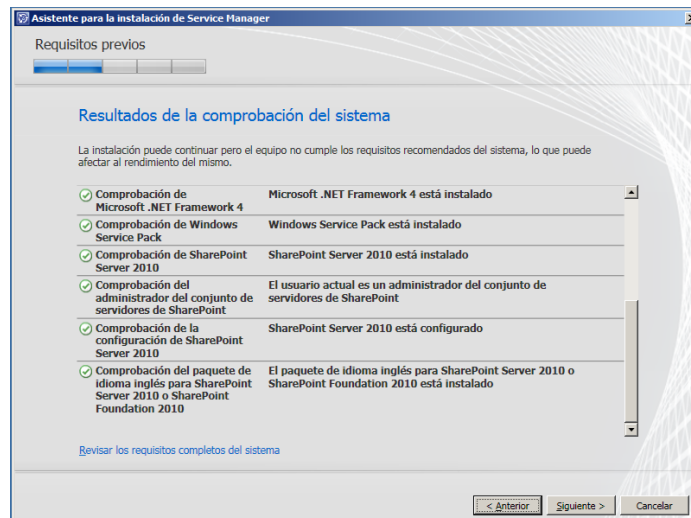 Asistente para la instalación de Service Manager
Requisitos previos
Resultados de la comprobación del sistema
La instalación puede continuar pero el equipo no cumple los requisitos recomendados del sistema, lo que puede
afectar al rendimiento del mismo.
Comprobación de
Microsoft .NET Framework 4
Microsoft .NET Framework 4 está instalado
Comprobación de Windows
Service Pack
Windows Service Pack está instalado
Comprobación de SharePoint
Server 2010
SharePoint Server 2010 está instalado
Comprobación del
administrador del conjunto de
servidores de SharePoint
El usuario actual es un administrador del conjunto de
servidores de SharePoint
Comprobación de la
configuración de SharePoint
Server 2010
SharePoint Server 2010 está configurado
Comprobación del paquete de
idioma inglés para SharePoint
Server 2010 o SharePoint
Foundation 2010
El paquete de idioma inglés para SharePoint Server 2010 o
SharePoint Foundation 2010 está instalado
Revisar los requisitos completos del sistema
< Anterior
Siguiente >
Cancelar